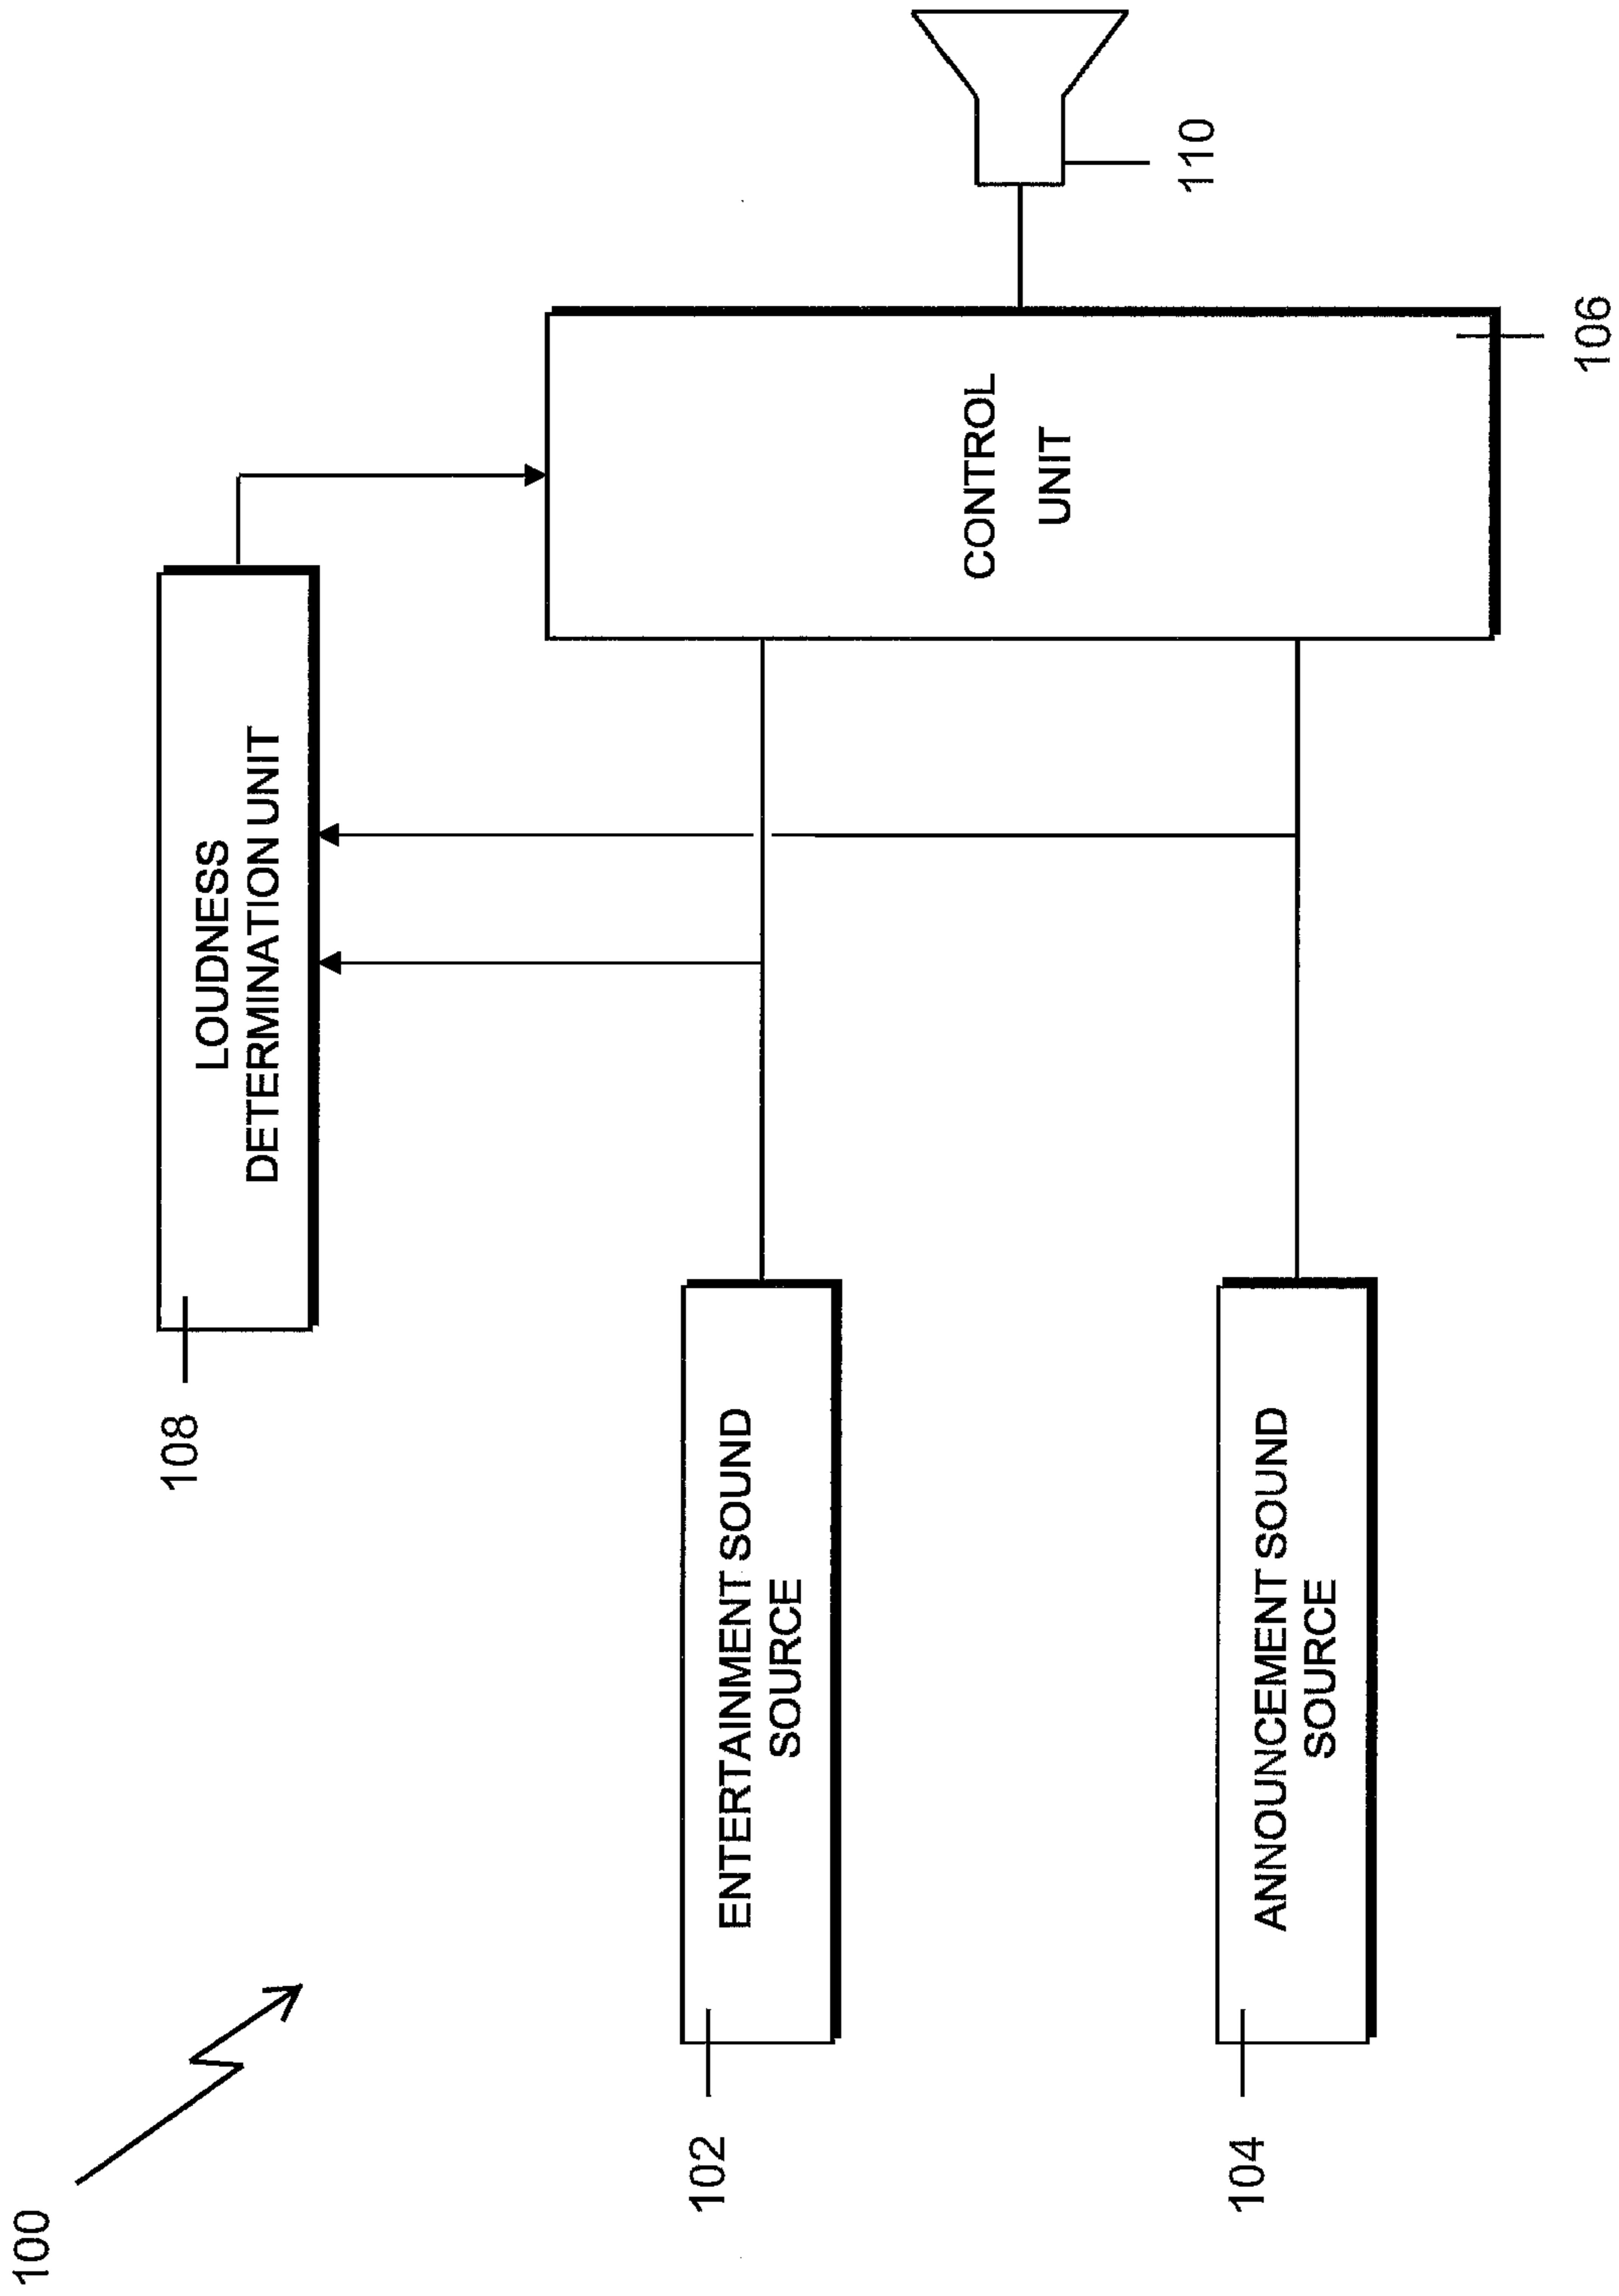 100
108
LOUDNESS
DETERMINATION UNIT
102
ENTERTAINMENT SOUND
SOURCE
CONTROL
UNIT
110
104
ANNOUNCEMENT SOUND
SOURCE
106